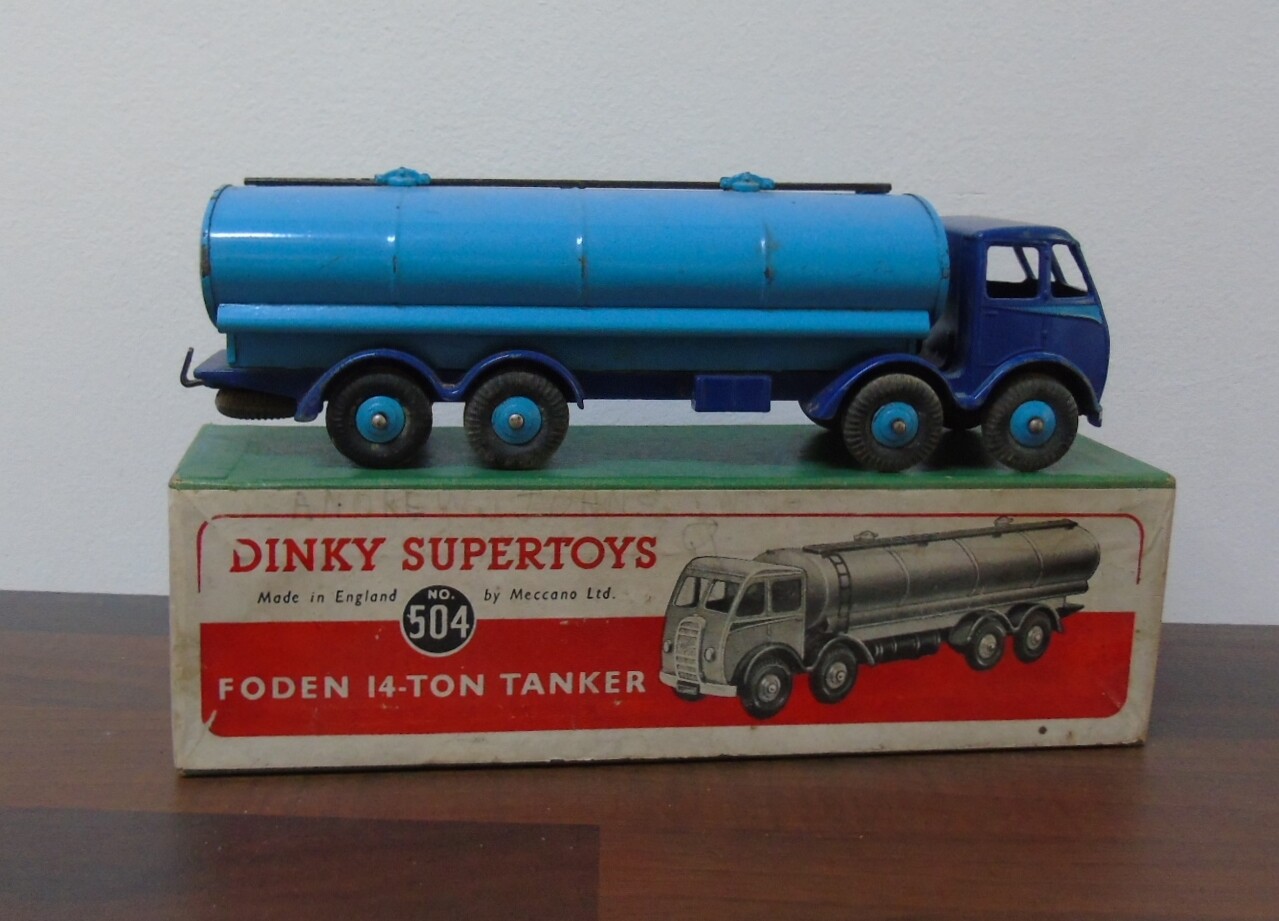 DINKY SUPERTOYS
Made in England NO. 504 by Meccano Ltd.
FODEN 14-TON TANKER